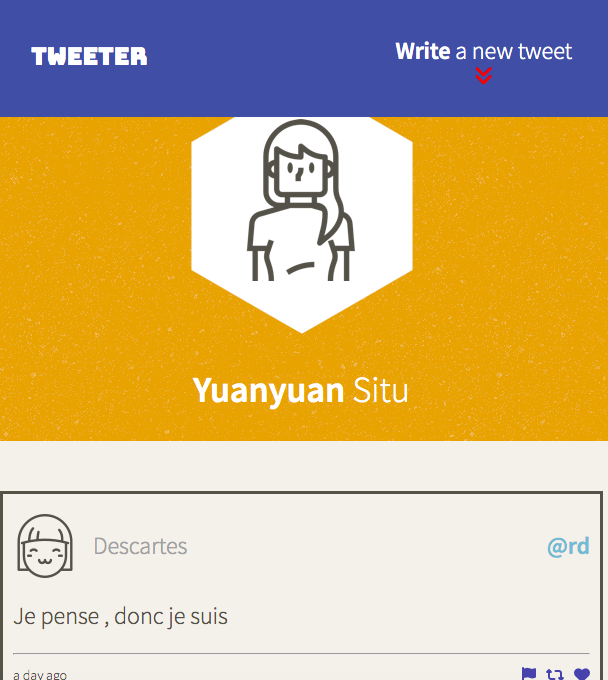 TWEETER
Write a new tweet
Yuanyuan Situ
Descartes
@rd
Je pense , donc je suis
a day ago